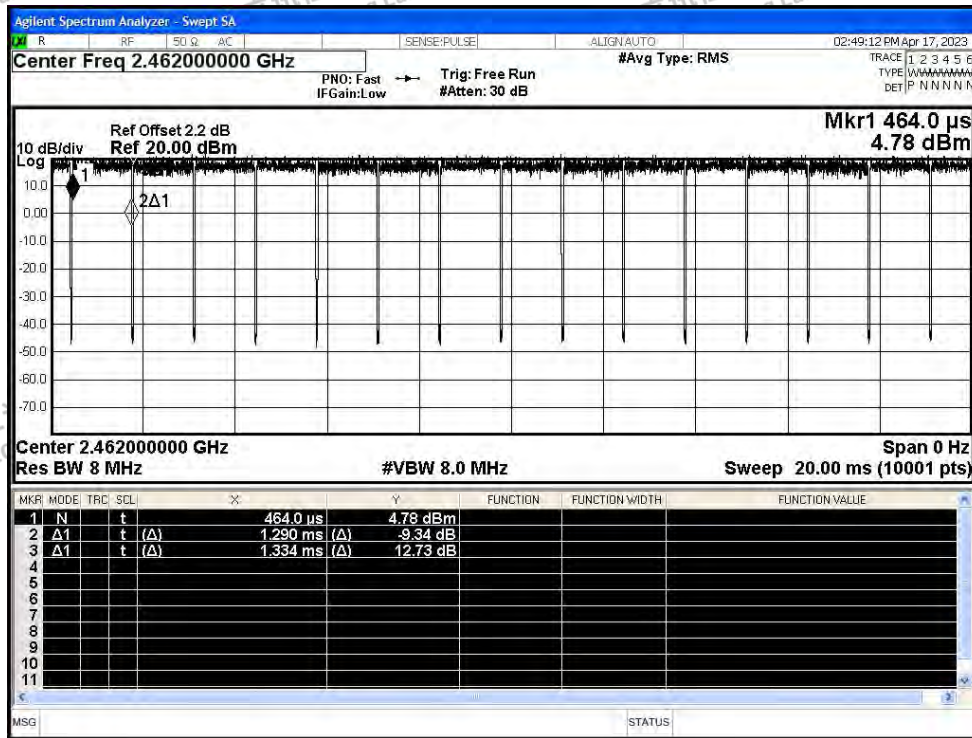 Agilent Spectrum Analyzer - Swept SA
LXI R RF 50 Ω AC SENSE:PULSE ALIGN AUTO 02:49:12 PM Apr 17, 2023
Center Freq 2.462000000 GHz #Avg Type: RMS TRACE 1 2 3 4 5 6
PNO: Fast Trig: Free Run TYPE WWWWWW
IFGain:Low #Atten: 30 dB DET P N N N N N
Mkr1 464.0 µs
4.78 dBm
Ref Offset 2.2 dB
10 dB/div Ref 20.00 dBm
Log
1
10.0
2Δ1
0.00
-10.0
-20.0
-30.0
-40.0
-50.0
-60.0
-70.0
Center 2.462000000 GHz Span 0 Hz
Res BW 8 MHz #VBW 8.0 MHz Sweep 20.00 ms (10001 pts)
MKR MODE TRC SCL X Y FUNCTION FUNCTION WIDTH FUNCTION VALUE
1 N t 464.0 µs 4.78 dBm
2 Δ1 t (Δ) 1.290 ms (Δ) -9.34 dB
3 Δ1 t (Δ) 1.334 ms (Δ) 12.73 dB
4
5
6
7
8
9
10
11
MSG STATUS